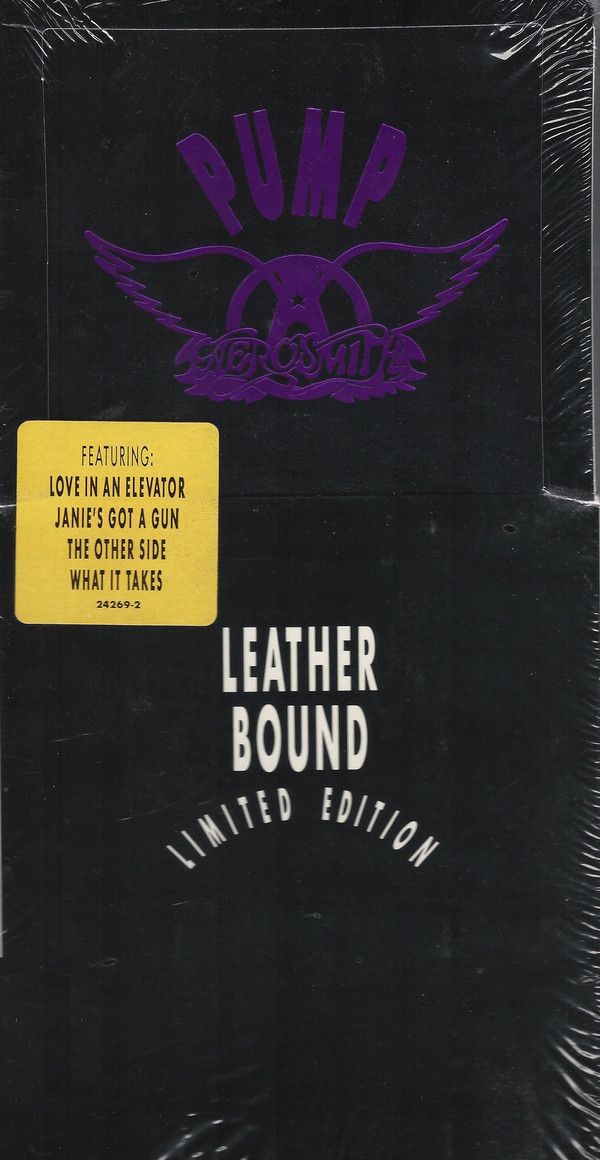 PUMP
AEROSMITH
FEATURING:
LOVE IN AN ELEVATOR
JANIE'S GOT A GUN
THE OTHER SIDE
WHAT IT TAKES
24269-2
LEATHER
BOUND
LIMITED EDITION